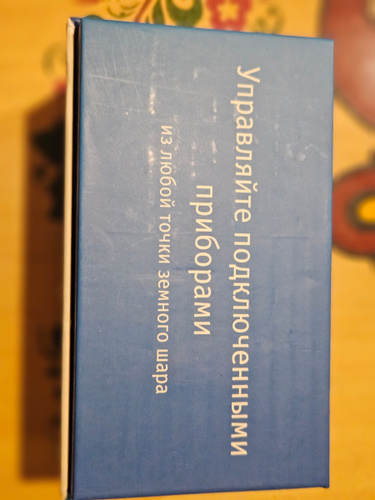 Управляйте подключенными
приборами
из любой точки земного шара